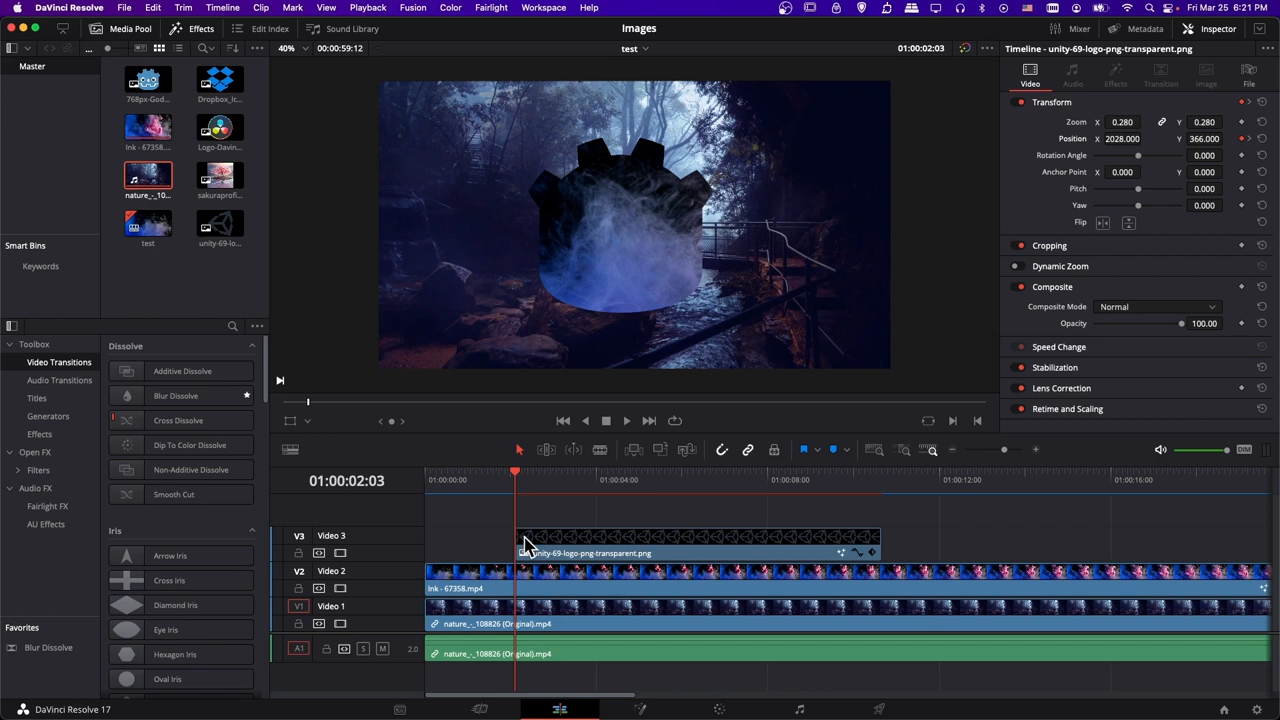 DaVinci Resolve File Edit Trim Timeline Clip Mark View Playback Fusion Color Fairlight Workspace Help Fri Mar 25 6:21 PM
Media Pool Effects Edit Index Sound Library Images Mixer Metadata Inspector
... 40% 00:00:59:12 test 01:00:02:03 Timeline - unity-69-logo-png-transparent.png
Master
768px-God... Dropbox_Ic...
Ink - 67358.... Logo-Davin...
nature_-_10... sakuraprofi...
test unity-69-lo...
Smart Bins
Keywords
Video Audio Effects Transition Image File
Transform
Zoom X 0.280 Y 0.280
Position X 2028.000 Y 366.000
Rotation Angle 0.000
Anchor Point X 0.000 Y 0.000
Pitch 0.000
Yaw 0.000
Flip
Cropping
Dynamic Zoom
Composite
Composite Mode Normal
Opacity 100.00
Speed Change
Stabilization
Lens Correction
Retime and Scaling
Toolbox
Video Transitions
Audio Transitions
Titles
Generators
Effects
Open FX
Filters
Audio FX
Fairlight FX
AU Effects
Favorites
Blur Dissolve
Dissolve
Additive Dissolve
Blur Dissolve
Cross Dissolve
Dip To Color Dissolve
Non-Additive Dissolve
Smooth Cut
Iris
Arrow Iris
Cross Iris
Diamond Iris
Eye Iris
Hexagon Iris
Oval Iris
DIM
01:00:02:03 01:00:00:00 01:00:04:00 01:00:08:00 01:00:12:00 01:00:16:00
V3 Video 3
unity-69-logo-png-transparent.png
V2 Video 2
ink - 67358.mp4
V1 Video 1
nature_-_108826 (Original).mp4
A1 S M 2.0
nature_-_108826 (Original).mp4
DaVinci Resolve 17